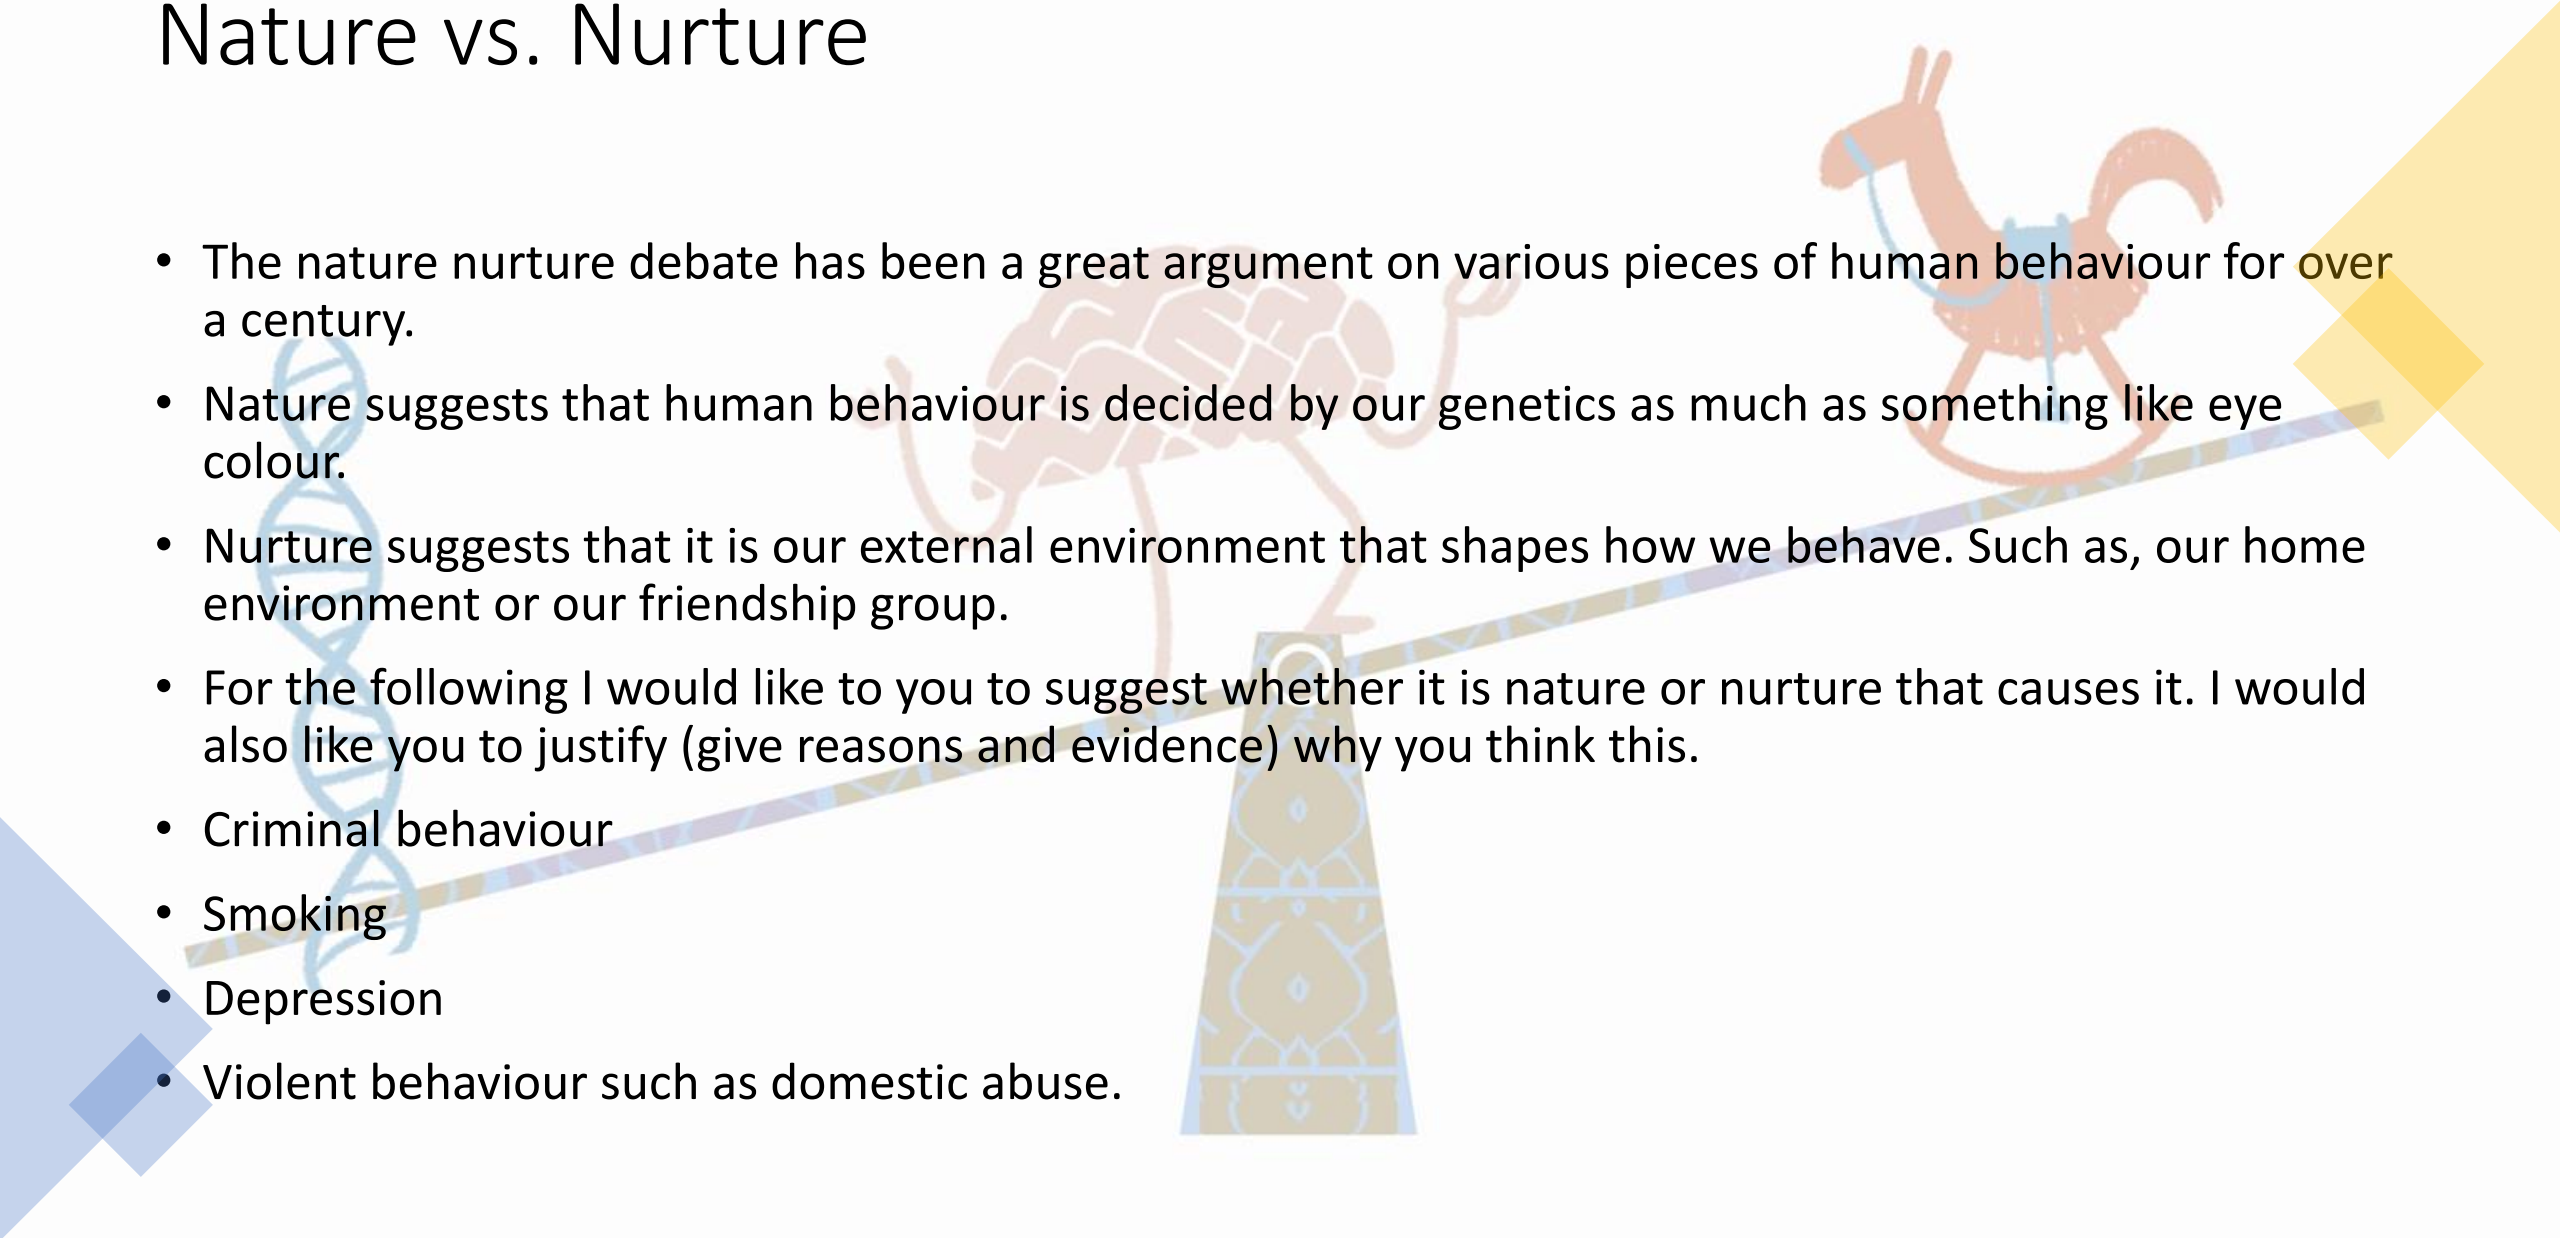 Nature vs. Nurture
• The nature nurture debate has been a great argument on various pieces of human behaviour for over
a century.
• Nature suggests that human behaviour is decided by our genetics as much as something like eye
colour.
• Nurture suggests that it is our external environment that shapes how we behave. Such as, our home
environment or our friendship group.
• For the following I would like to you to suggest whether it is nature or nurture that causes it. I would
also like you to justify (give reasons and evidence) why you think this.
• Criminal behaviour
• Smoking
• Depression
• Violent behaviour such as domestic abuse.